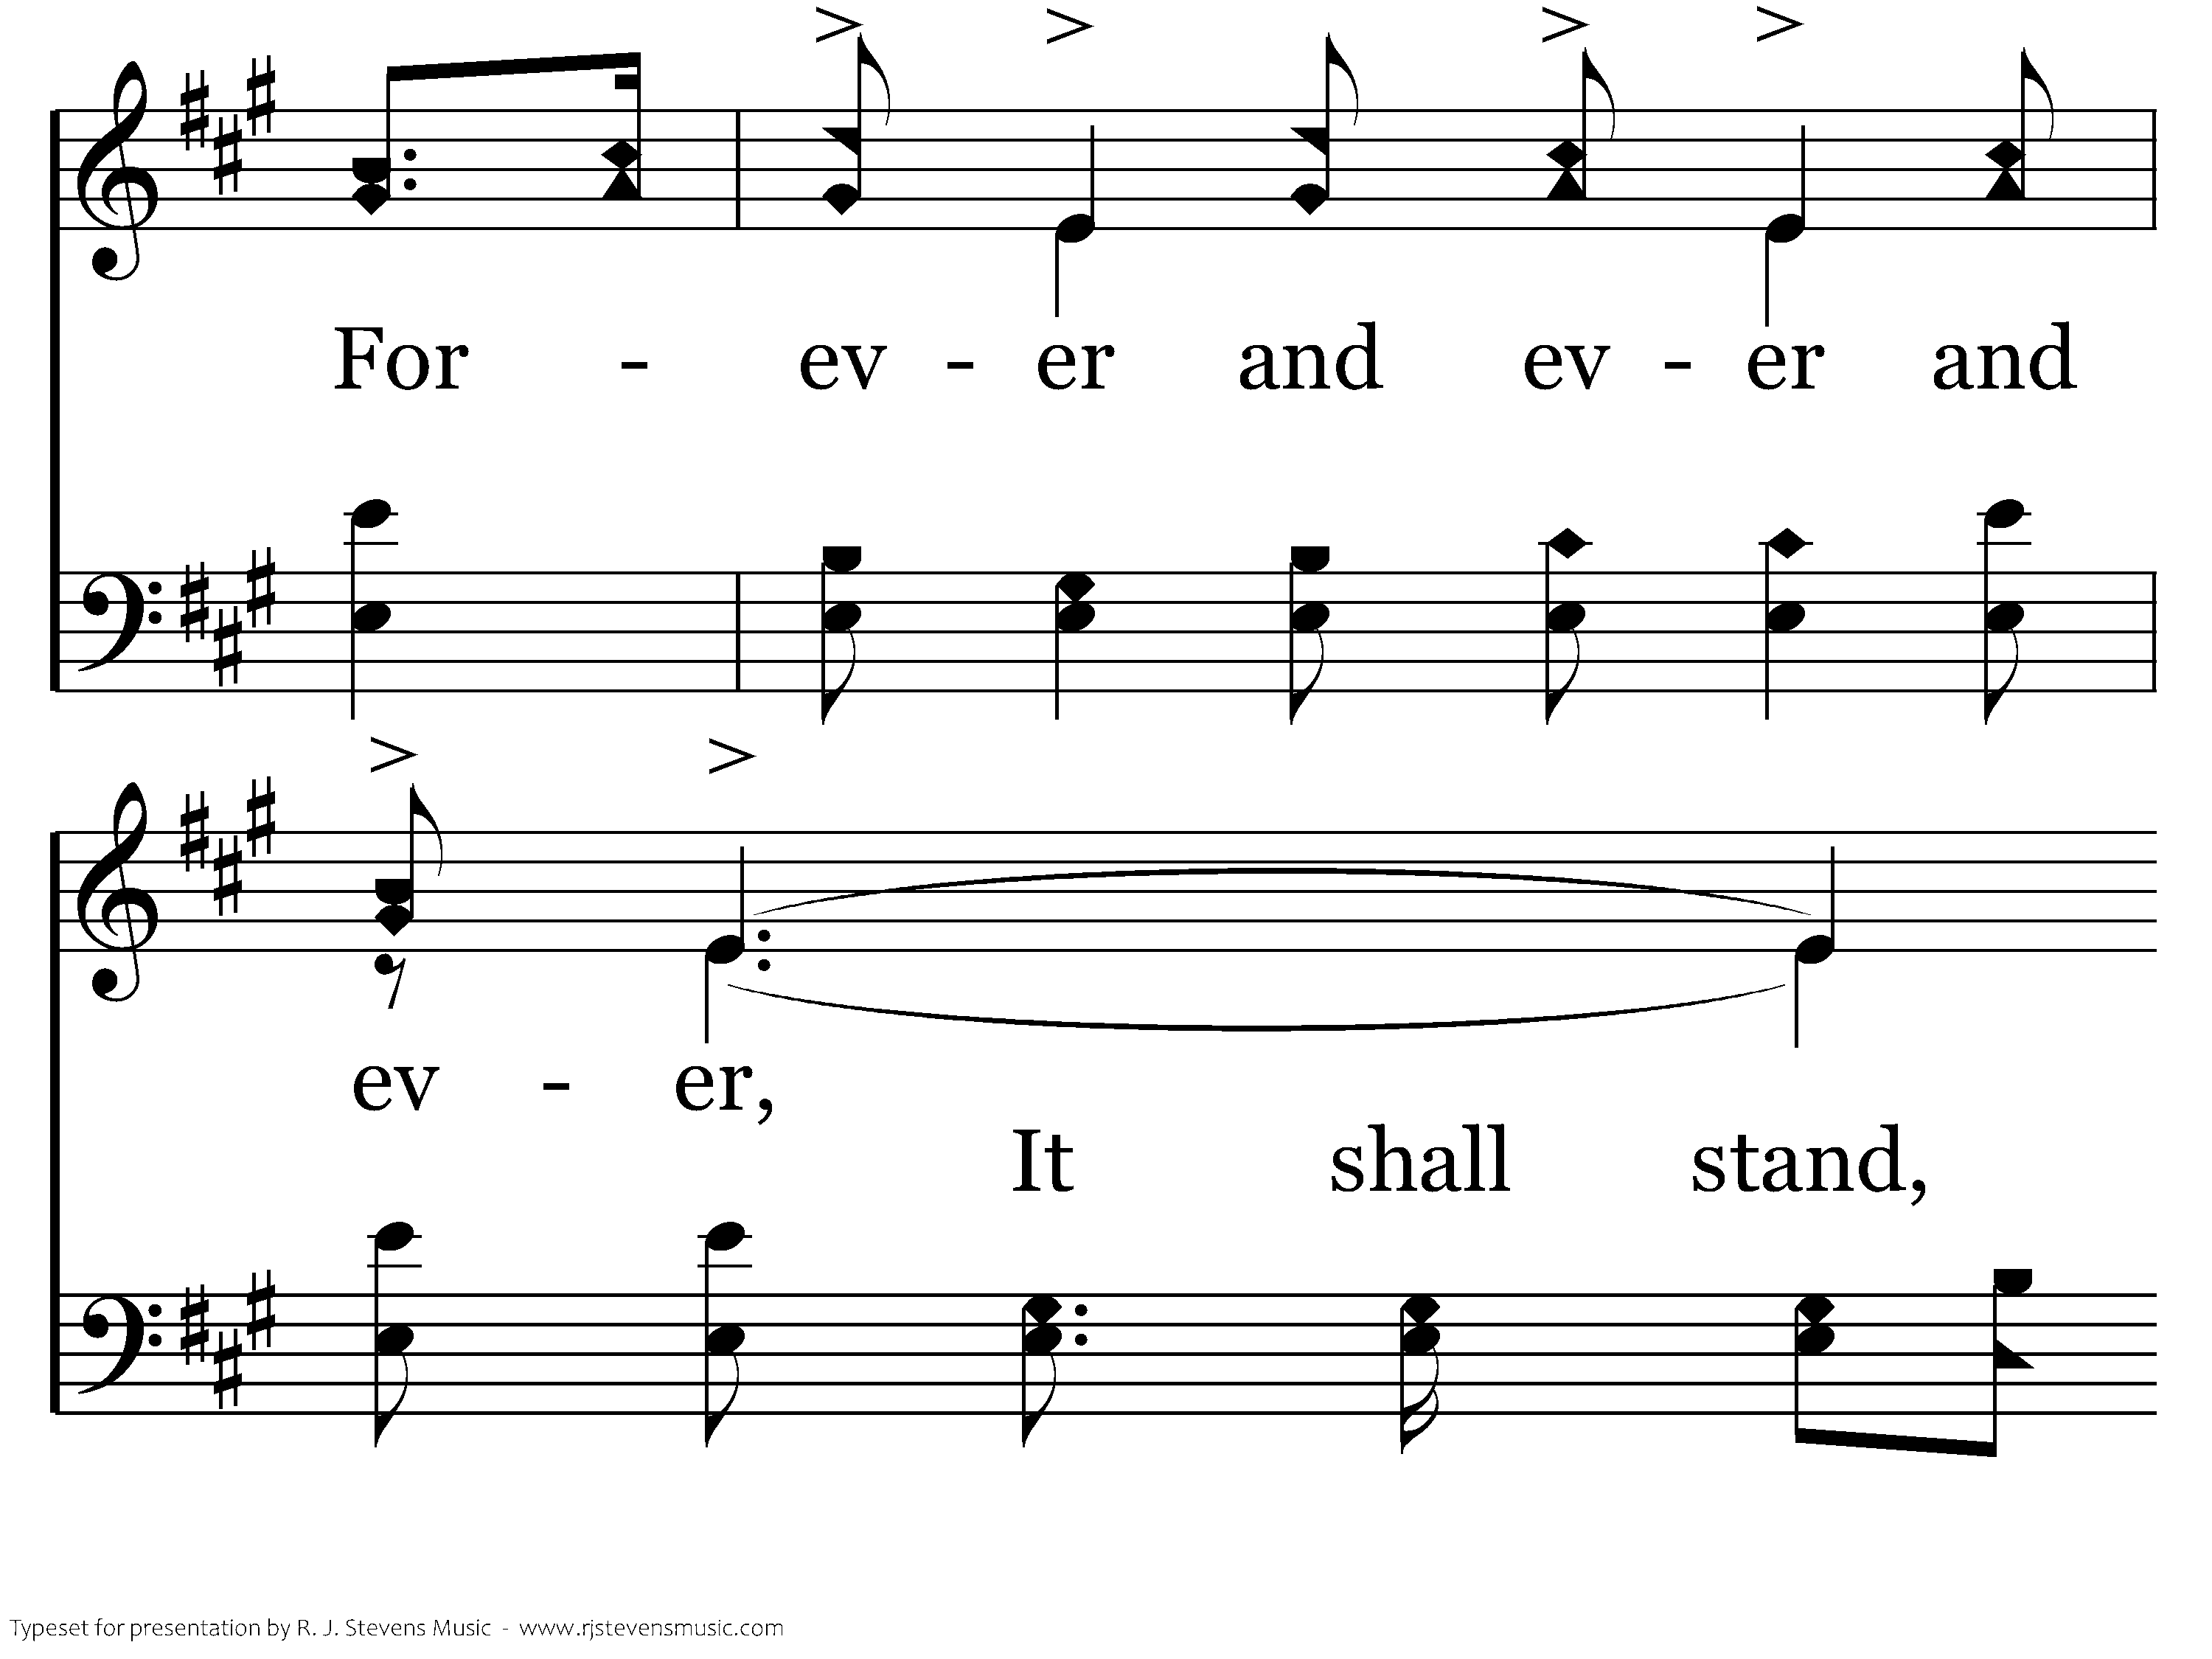 For - ev - er and ev - er and
ev - er,
It shall stand,
Typeset for presentation by R. J. Stevens Music - www.rjstevensmusic.com